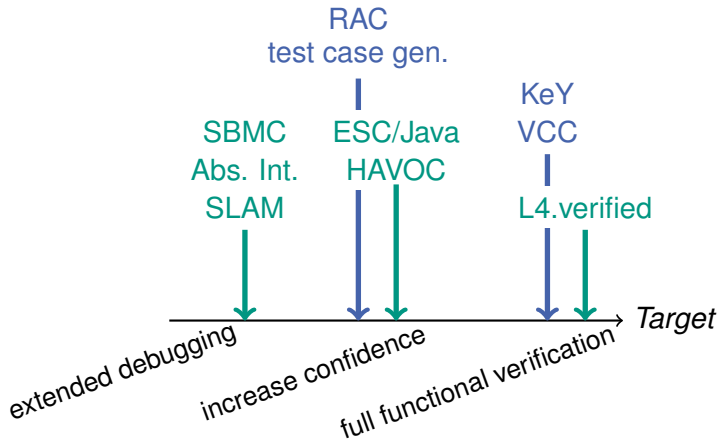 RAC
test case gen.
KeY
VCC
SBMC
Abs. Int.
SLAM
ESC/Java
HAVOC
L4.verified
Target
extended debugging
increase confidence
full functional verification